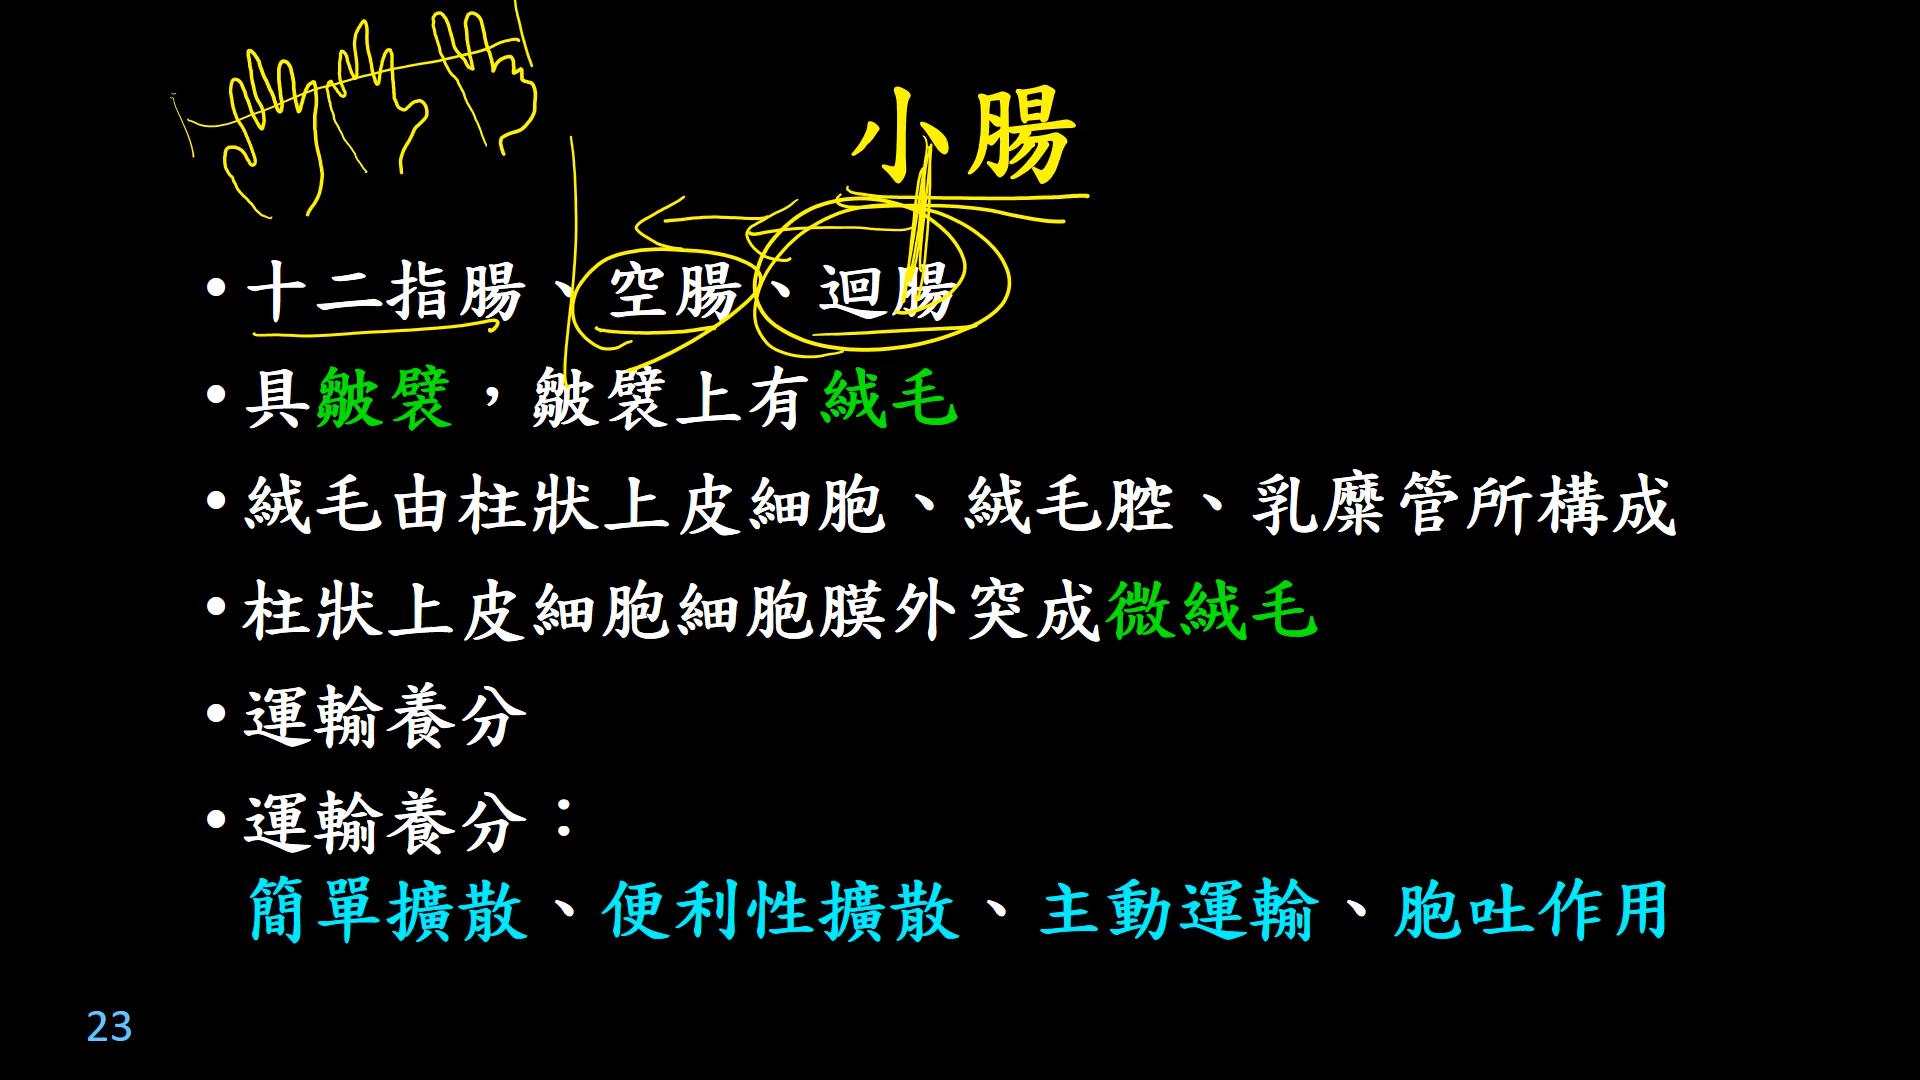 小腸
•十二指腸、空腸、迴腸
•具皺襞，皺襞上有絨毛
•絨毛由柱狀上皮細胞、絨毛腔、乳糜管所構成
•柱狀上皮細胞細胞膜外突成微絨毛
•運輸養分
•運輸養分：
簡單擴散、便利性擴散、主動運輸、胞吐作用
23